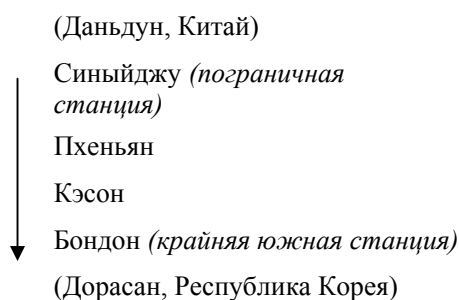 (Даньдун, Китай)
Синыйджу (пограничная
станция)
Пхеньян
Кэсон
Бондон (крайняя южная станция)
(Дорасан, Республика Корея)